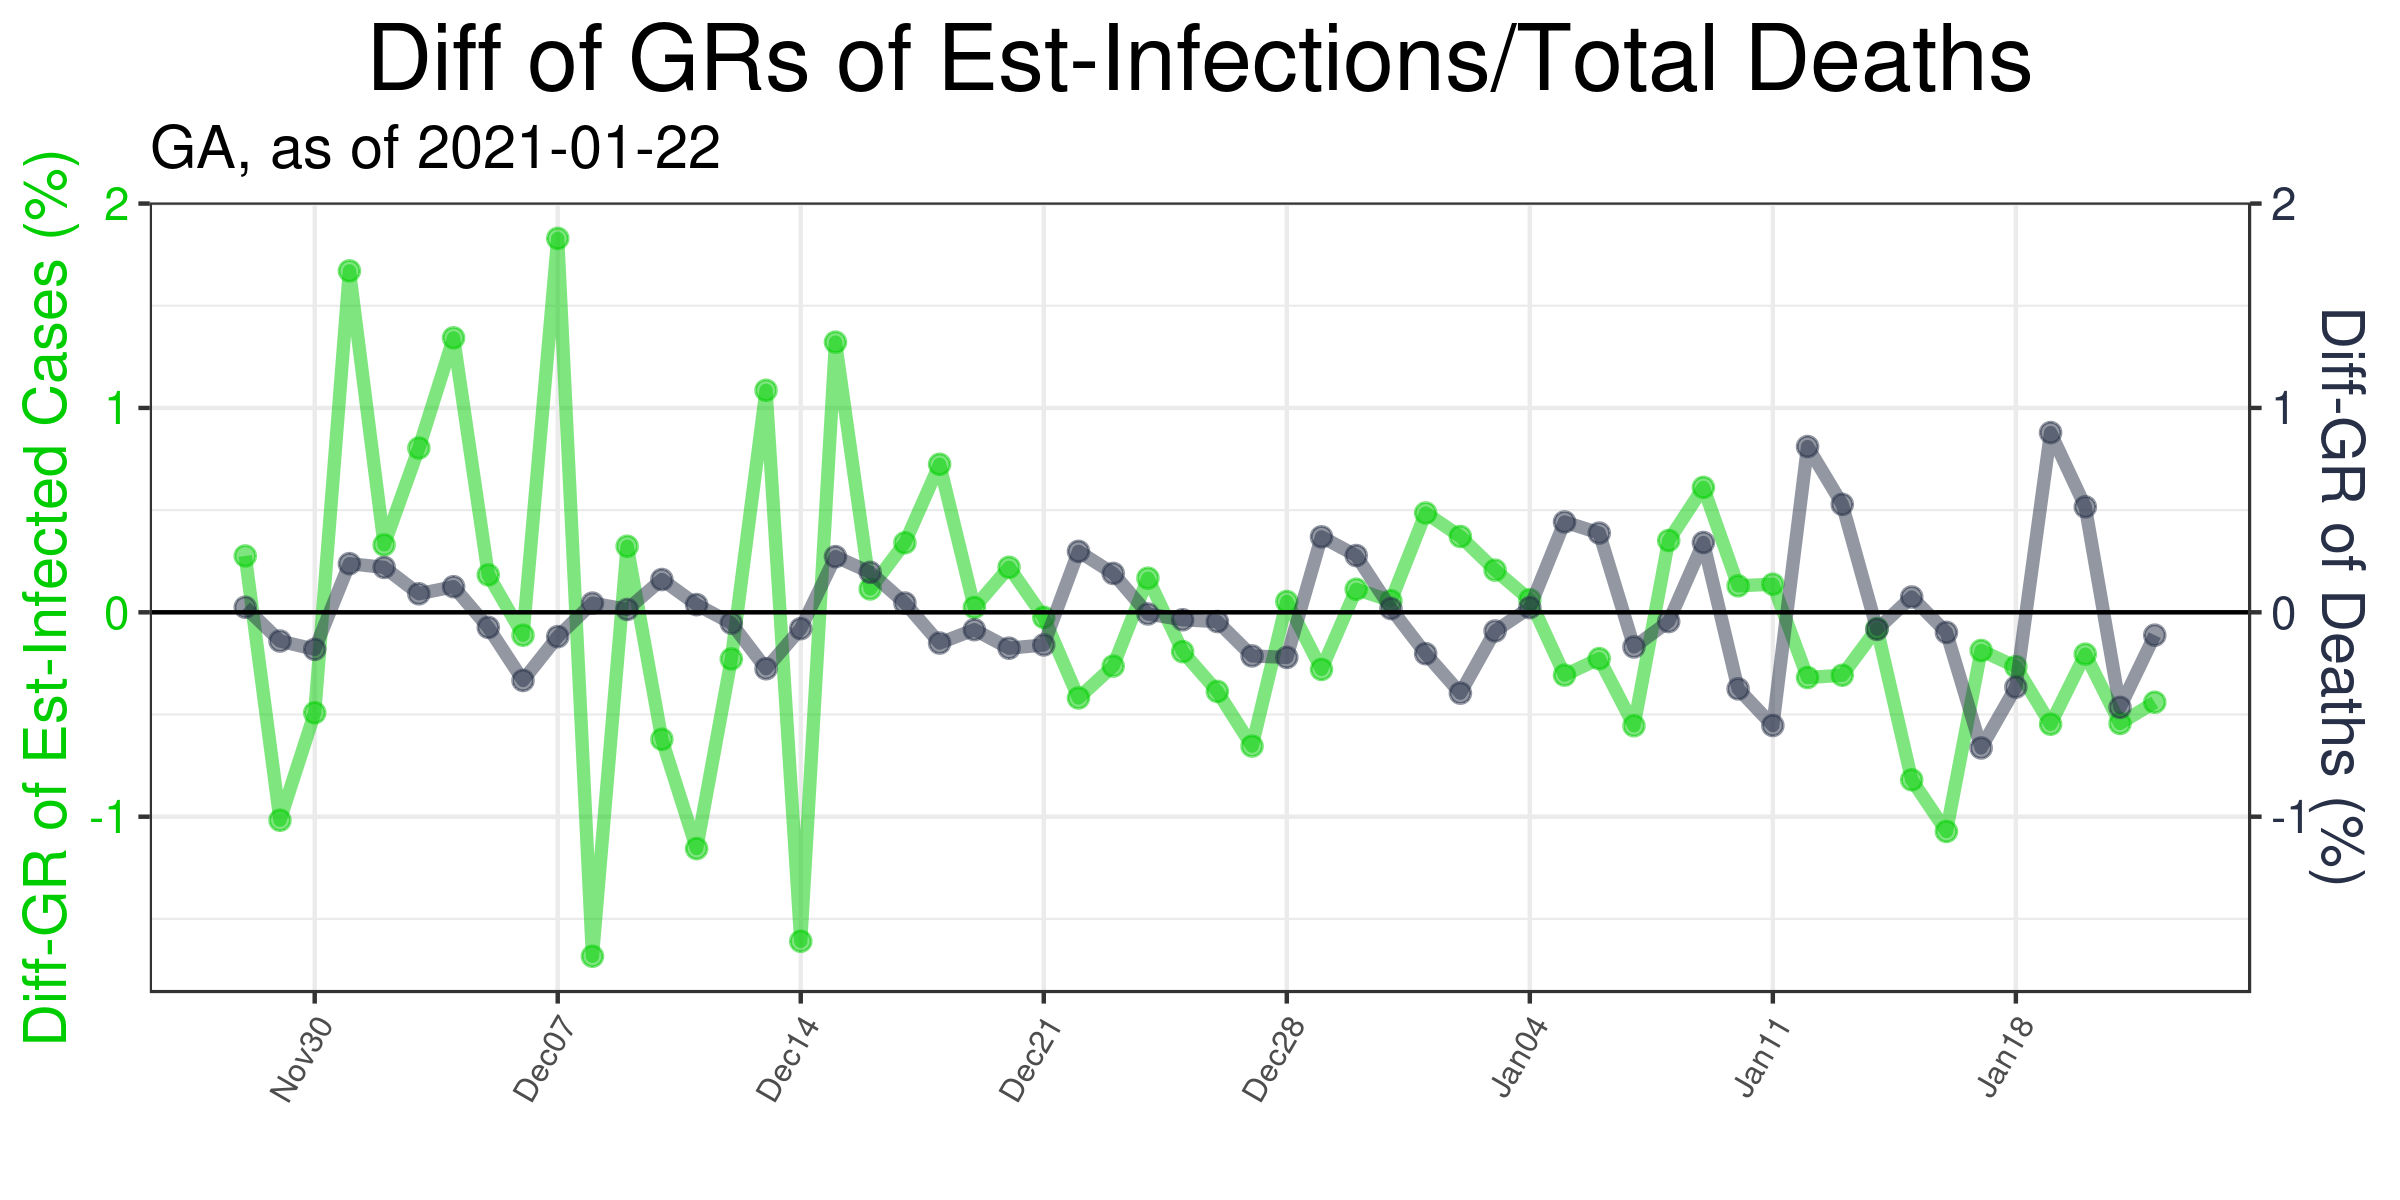 Diff of GRs of Est-Infections/Total Deaths
GA, as of 2021-01-22
Diff-GR of Est-Infected Cases (%)
2
1
0
-1
2
1
0
-1
Diff-GR of Deaths (%)
Nov30
Dec07
Dec14
Dec21
Dec28
Jan04
Jan11
Jan18